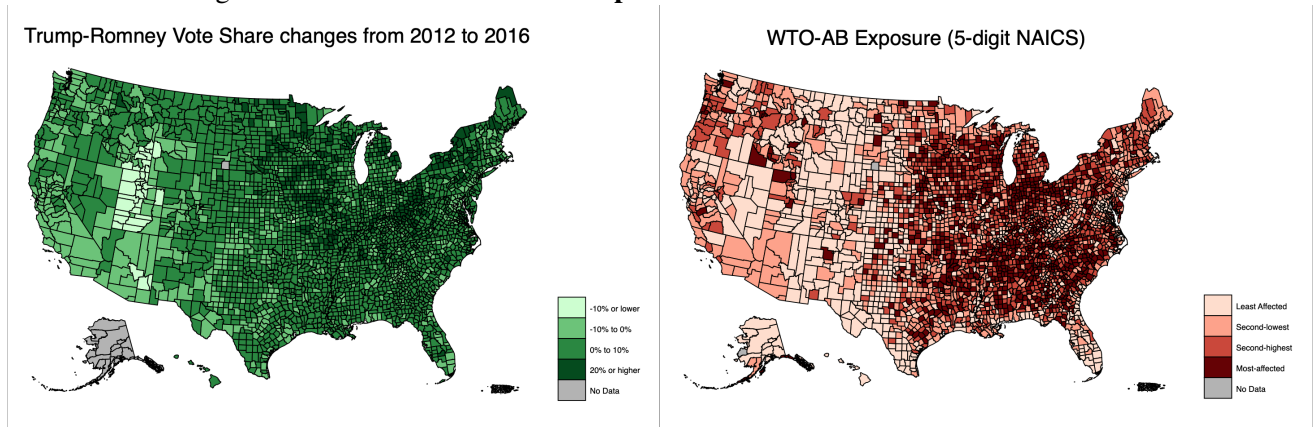 Trump-Romney Vote Share changes from 2012 to 2016
-10% or lower
-10% to 0%
0% to 10%
20% or higher
No Data
WTO-AB Exposure (5-digit NAICS)
Least Affected
Second-lowest
Second-highest
Most-affected
No Data